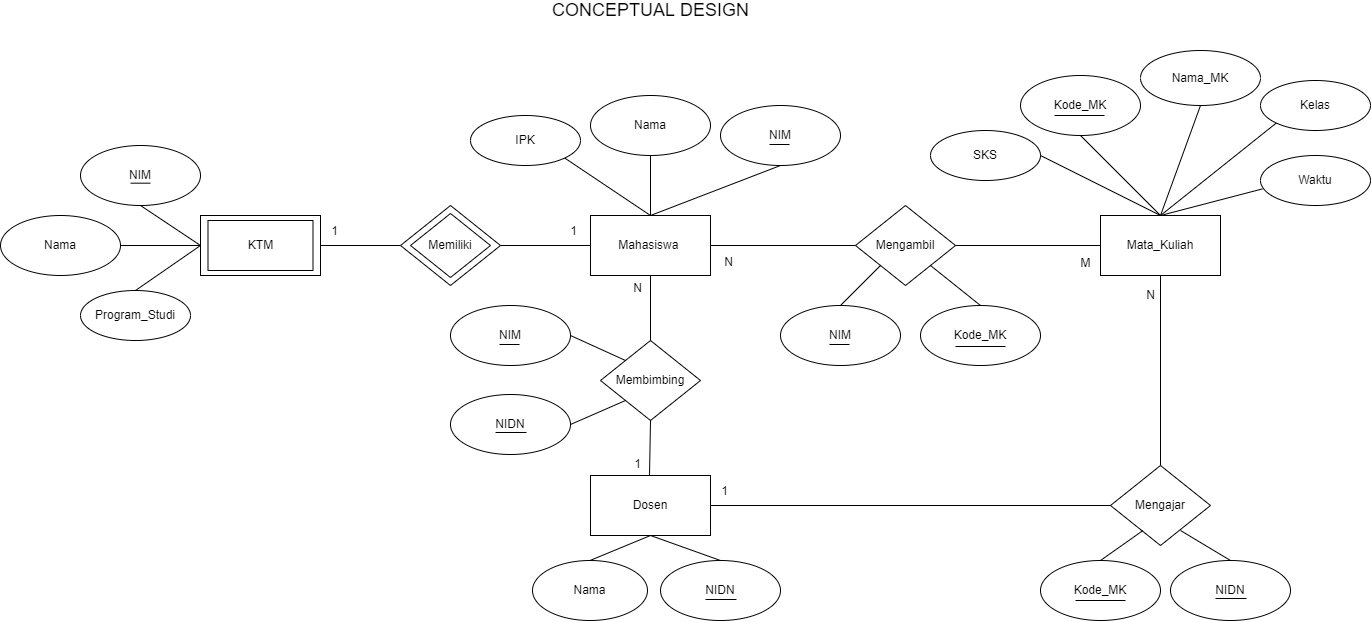 CONCEPTUAL DESIGN
Nama_MK
Kode_MK
Kelas
IPK
Nama
NIM
SKS
NIM
Waktu
Nama
KTM
1
Memiliki
1
Mahasiswa
N
Mengambil
M
Mata_Kuliah
N
N
Program_Studi
NIM
NIM
Kode_MK
Membimbing
NIDN
1
Dosen
1
Mengajar
Nama
NIDN
Kode_MK
NIDN